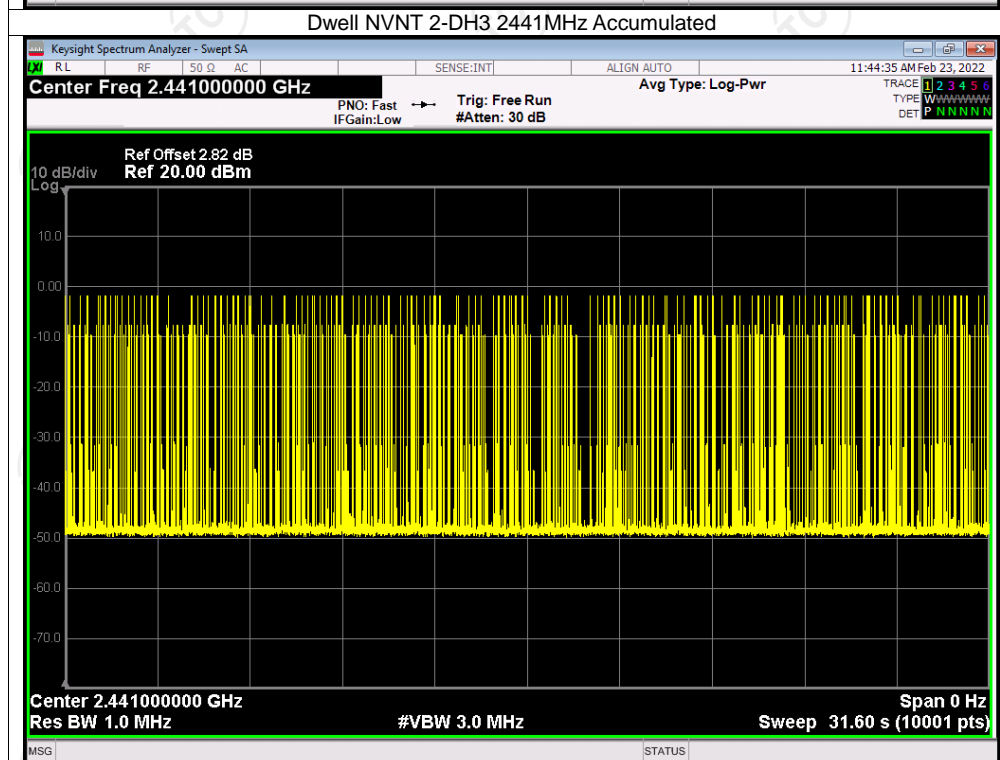 Dwell NVNT 2-DH3 2441MHz Accumulated
Keysight Spectrum Analyzer - Swept SA
LXI RL RF 50 Ω AC SENSE:INT ALIGN AUTO 11:44:35 AM Feb 23, 2022
Center Freq 2.441000000 GHz
Avg Type: Log-Pwr
TRACE 1 2 3 4 5 6
PNO: Fast Trig: Free Run
TYPE WWWWWW
IFGain:Low #Atten: 30 dB
DET P N N N N N
Ref Offset 2.82 dB
10 dB/div Ref 20.00 dBm
Log
10.0
0.00
-10.0
-20.0
-30.0
-40.0
-50.0
-60.0
-70.0
Center 2.441000000 GHz Span 0 Hz
Res BW 1.0 MHz #VBW 3.0 MHz Sweep 31.60 s (10001 pts)
MSG STATUS